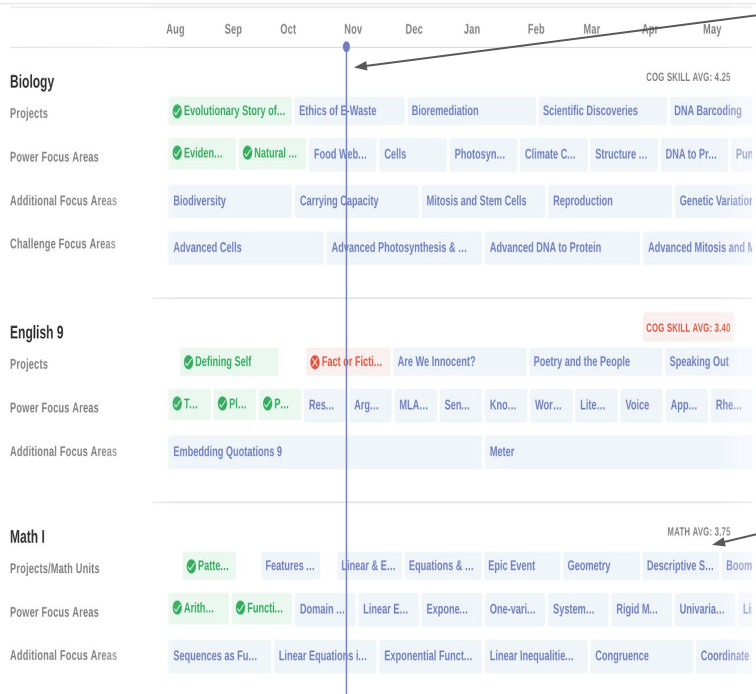 Aug Sep Oct Nov Dec Jan Feb Mar Apr May
Biology
COG SKILL AVG: 4.25
Projects Evolutionary Story of... Ethics of E-Waste Bioremediation Scientific Discoveries DNA Barcoding
Power Focus Areas Eviden... Natural ... Food Web... Cells Photosyn... Climate C... Structure ... DNA to Pr... Pun
Additional Focus Areas Biodiversity Carrying Capacity Mitosis and Stem Cells Reproduction Genetic Variation
Challenge Focus Areas Advanced Cells Advanced Photosynthesis & ... Advanced DNA to Protein Advanced Mitosis and M
English 9
COG SKILL AVG: 3.40
Projects Defining Self Fact or Ficti... Are We Innocent? Poetry and the People Speaking Out
Power Focus Areas T... Pl... P... Res... Arg... MLA... Sen... Kno... Wor... Lite... Voice App... Rhe...
Additional Focus Areas Embedding Quotations 9 Meter
Math I
MATH AVG: 3.75
Projects/Math Units Patte... Features ... Linear & E... Equations & ... Epic Event Geometry Descriptive S... Boom
Power Focus Areas Arith... Functi... Domain ... Linear E... Expone... One-vari... System... Rigid M... Univaria... Li
Additional Focus Areas Sequences as Fu... Linear Equations i... Exponential Funct... Linear Inequalitie... Congruence Coordinate